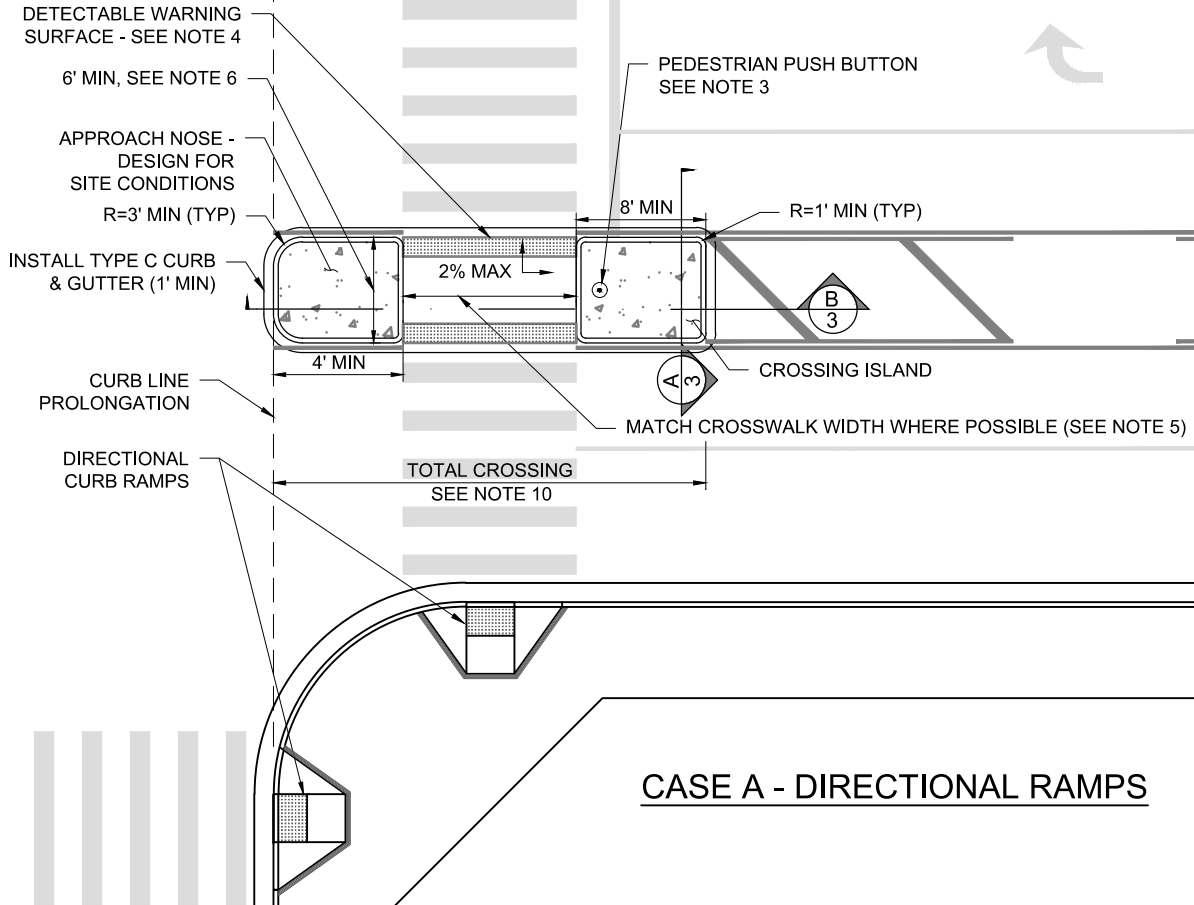 DETECTABLE WARNING
SURFACE - SEE NOTE 4
6' MIN, SEE NOTE 6
APPROACH NOSE -
DESIGN FOR
SITE CONDITIONS
R=3' MIN (TYP)
INSTALL TYPE C CURB
& GUTTER (1' MIN)
PEDESTRIAN PUSH BUTTON
SEE NOTE 3
8' MIN
R=1' MIN (TYP)
2% MAX
B
3
A
3
4' MIN
CROSSING ISLAND
CURB LINE
PROLONGATION
MATCH CROSSWALK WIDTH WHERE POSSIBLE (SEE NOTE 5)
DIRECTIONAL
CURB RAMPS
TOTAL CROSSING
SEE NOTE 10
CASE A - DIRECTIONAL RAMPS